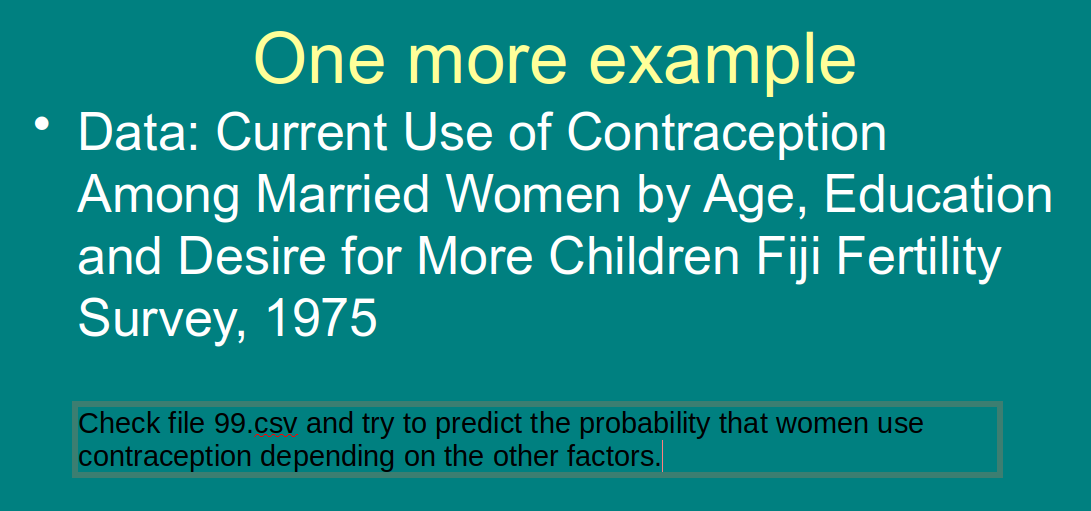 One more example
• Data: Current Use of Contraception
Among Married Women by Age, Education
and Desire for More Children Fiji Fertility
Survey, 1975
Check file 99.csv and try to predict the probability that women use
contraception depending on the other factors.